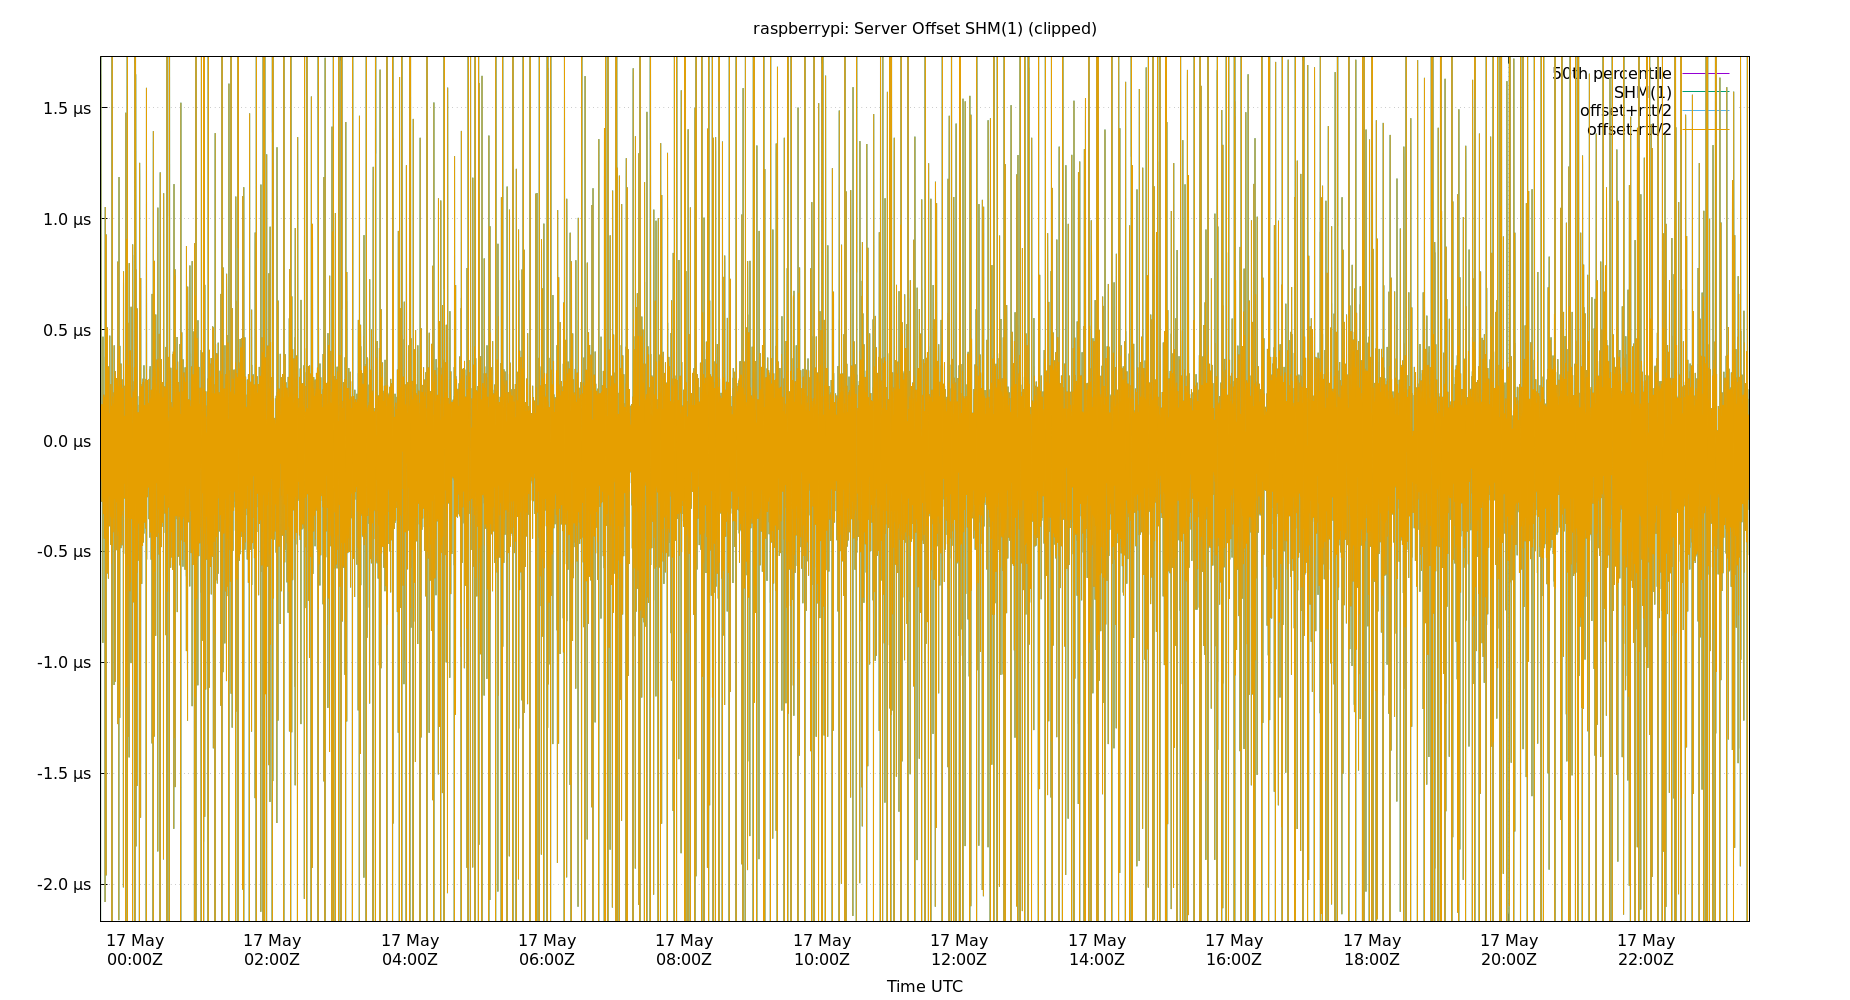 raspberrypi: Server Offset SHM(1) (clipped)
50th percentile
SHM(1)
offset+rtt/2
offset-rtt/2
1.5 µs
1.0 µs
0.5 µs
0.0 µs
-0.5 µs
-1.0 µs
-1.5 µs
-2.0 µs
17 May 17 May 17 May 17 May 17 May 17 May 17 May 17 May 17 May 17 May 17 May 17 May
00:00Z 02:00Z 04:00Z 06:00Z 08:00Z 10:00Z 12:00Z 14:00Z 16:00Z 18:00Z 20:00Z 22:00Z
Time UTC